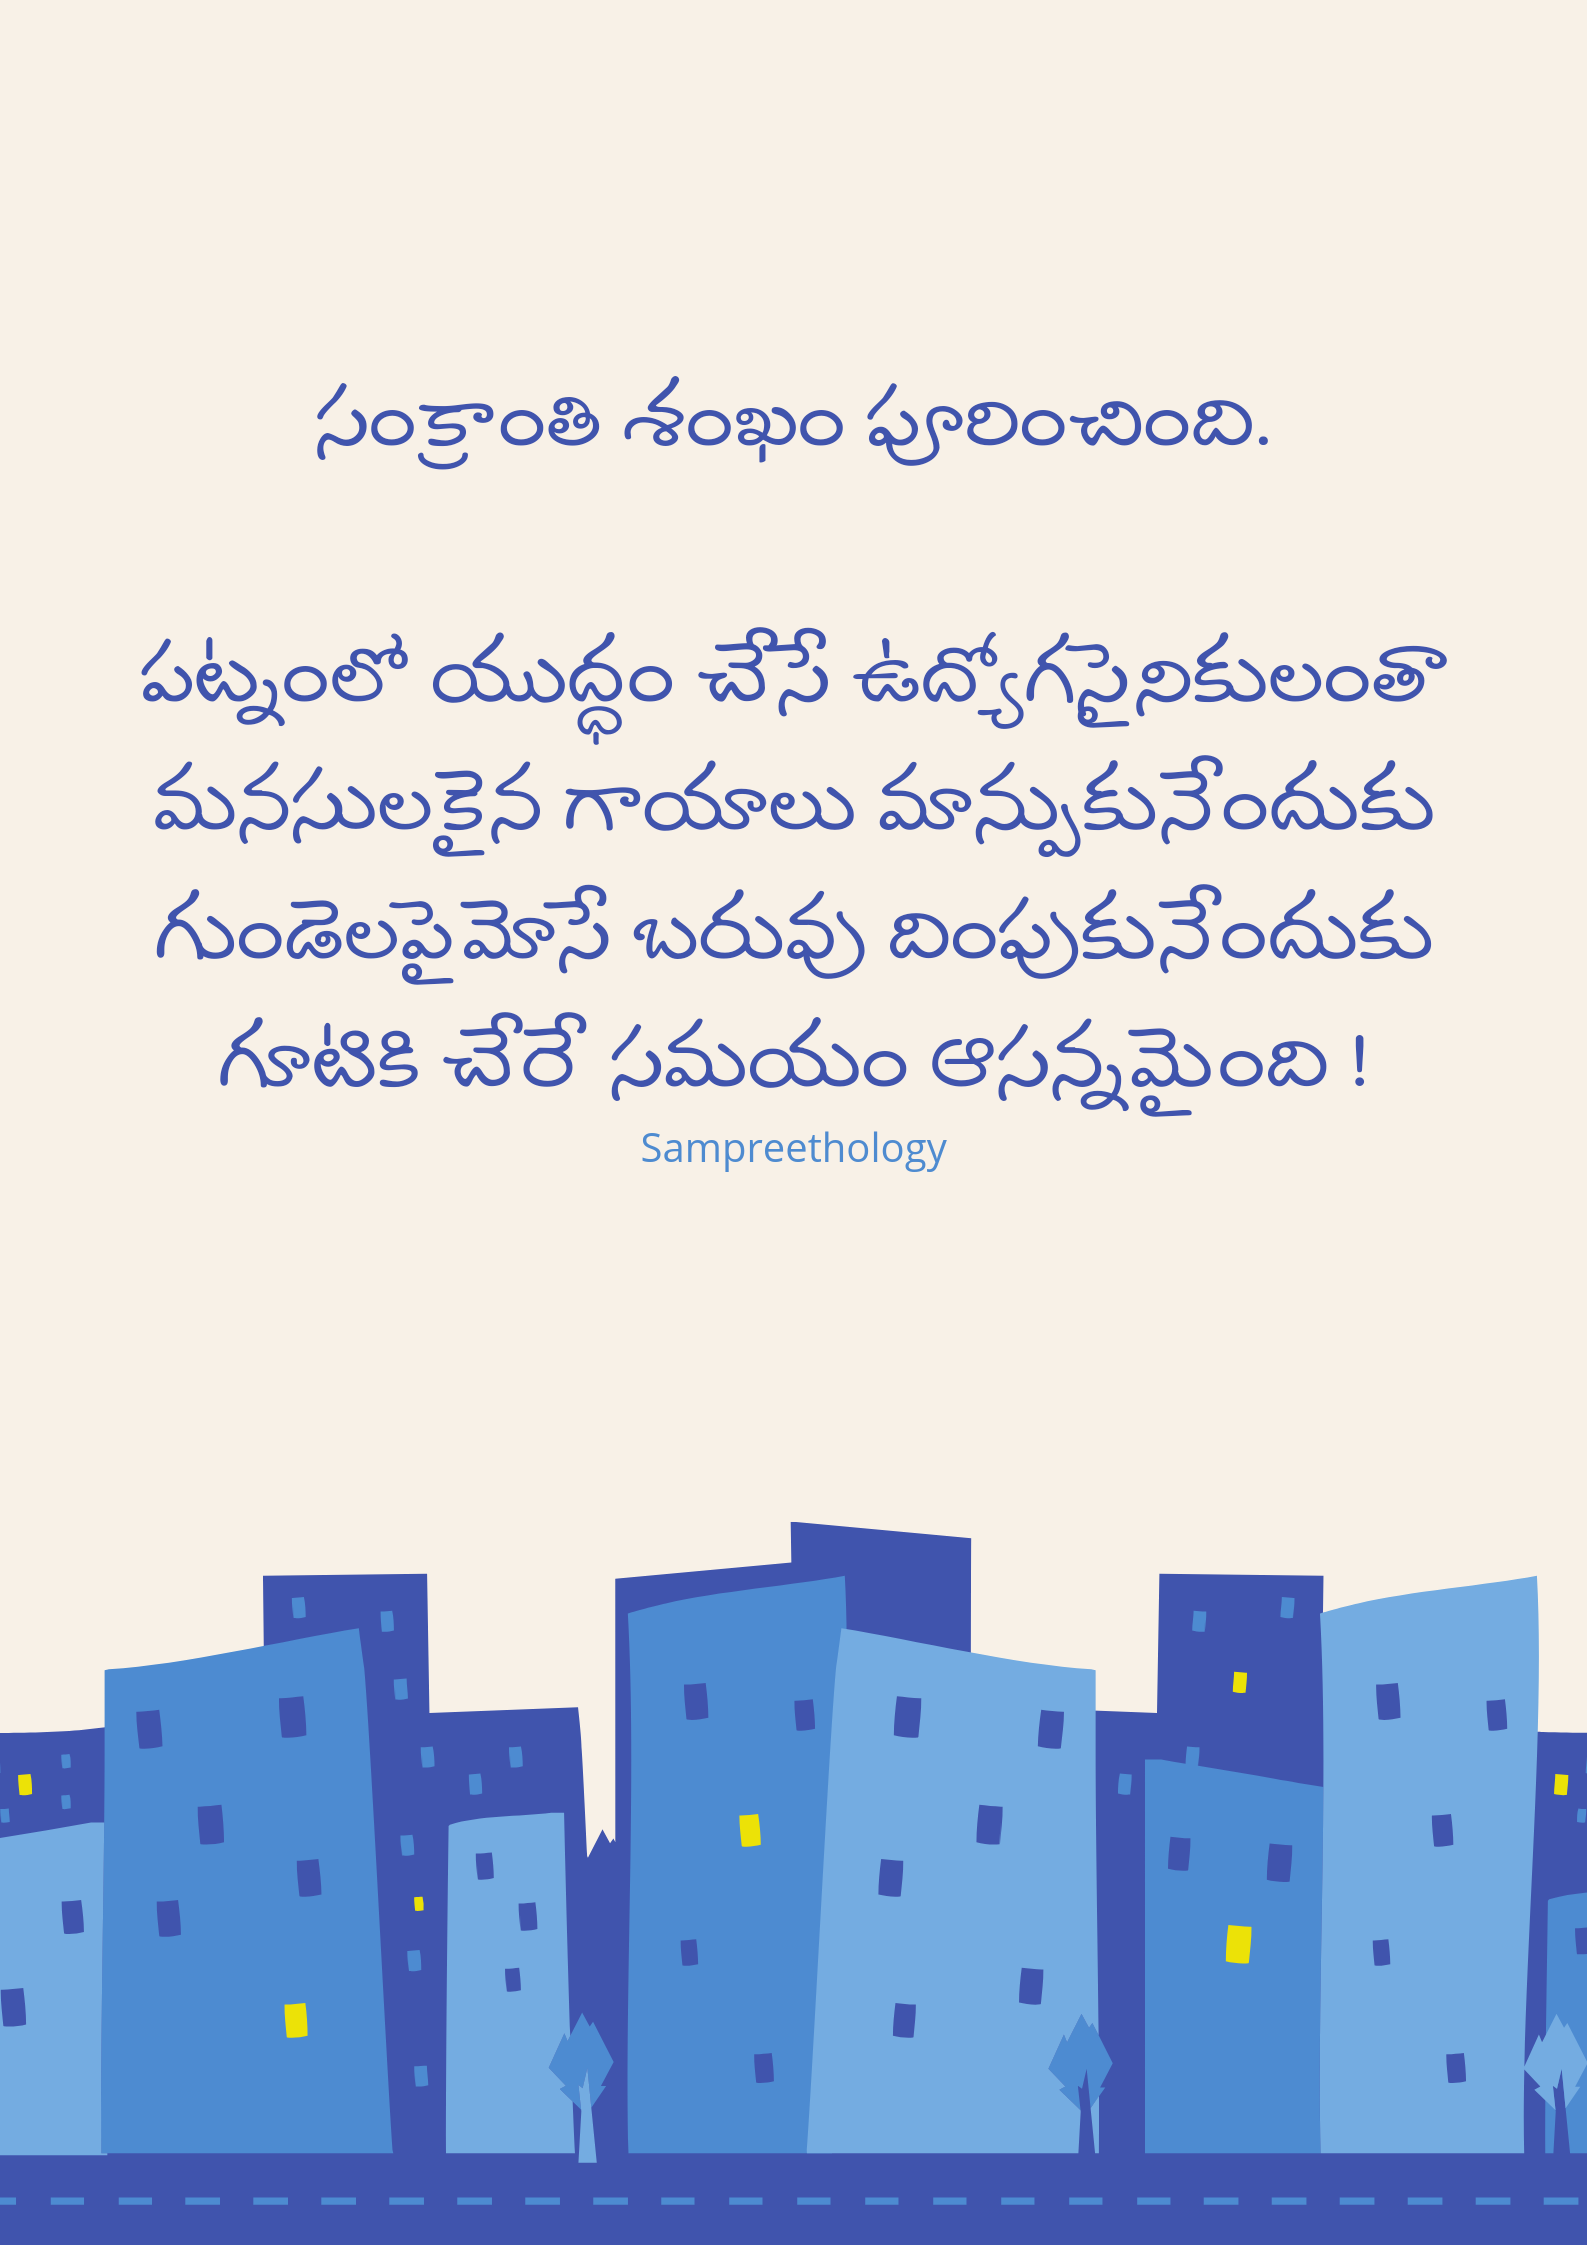 సంక్రాంతి శంఖం పూరించింది.
పట్నంలో యుద్ధం చేసే ఉద్యోగసైనికులంతా
మనసులకైన గాయాలు మాన్పుకునేందుకు
గుండెలపైమోసే బరువు దింపుకునేందుకు
గూటికి చేరే సమయం ఆసన్నమైంది !
Sampreethology